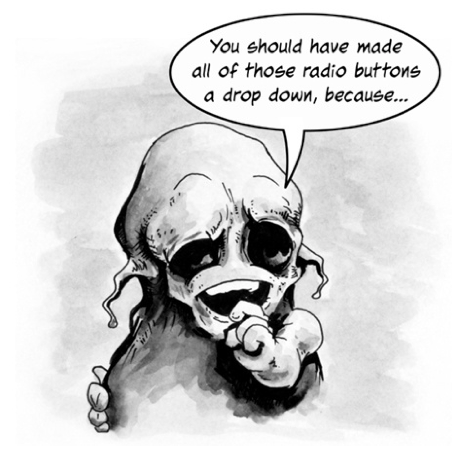 You should have made
all of those radio buttons
a drop down, because...